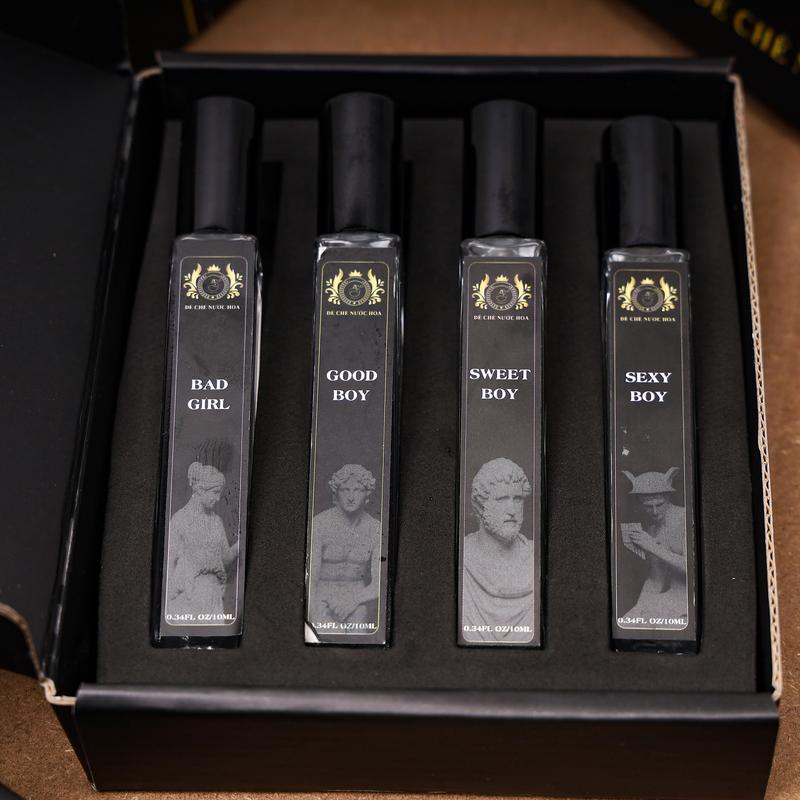 ĐẾ CHẾ N
ĐẾ CHẾ NƯỚC HOA
BAD
GIRL
0.34FL OZ/10ML
ĐẾ CHẾ NƯỚC HOA
GOOD
BOY
0.34FL OZ/10ML
ĐẾ CHẾ NƯỚC HOA
SWEET
BOY
0.34FL OZ/10ML
ĐẾ CHẾ NƯỚC HOA
SEXY
BOY
0.34FL OZ/10ML